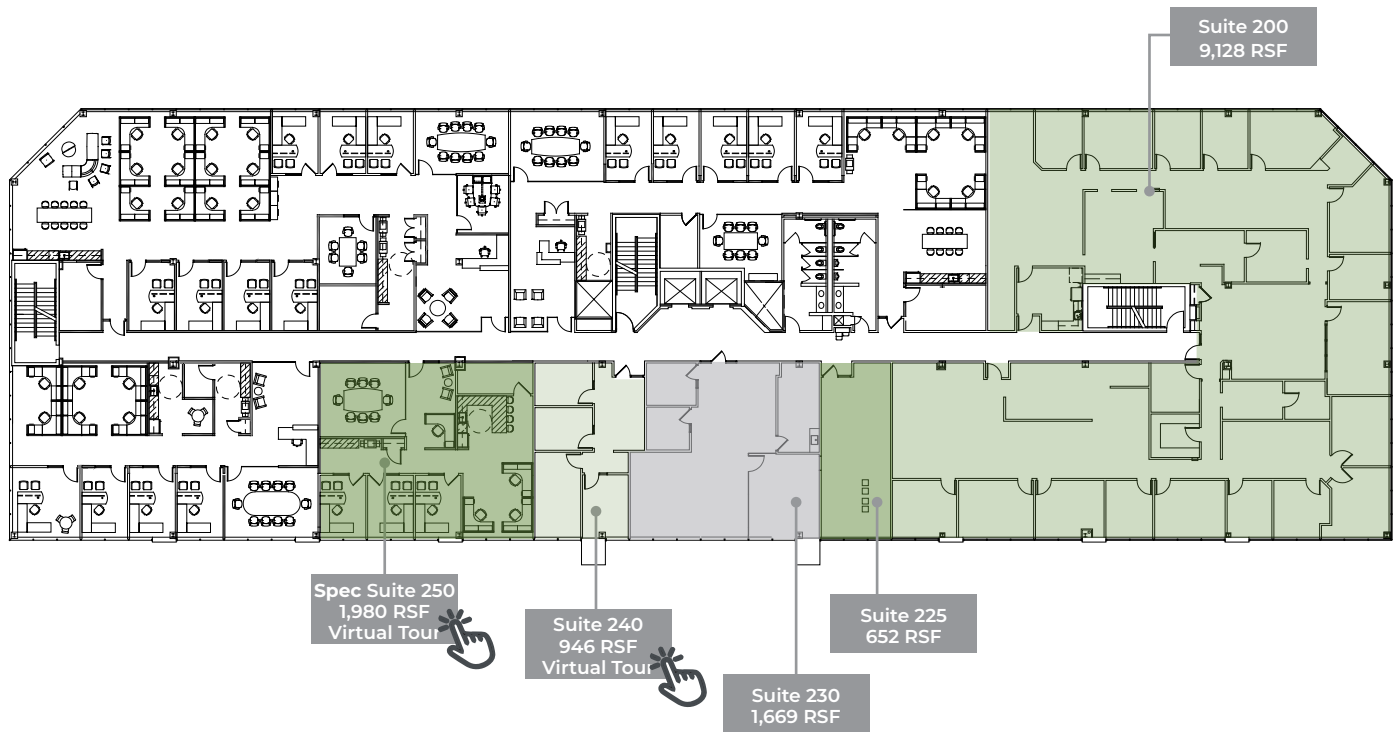 Suite 200
9,128 RSF
Spec Suite 250
1,980 RSF
Virtual Tour
Suite 240
946 RSF
Virtual Tour
Suite 225
652 RSF
Suite 230
1,669 RSF